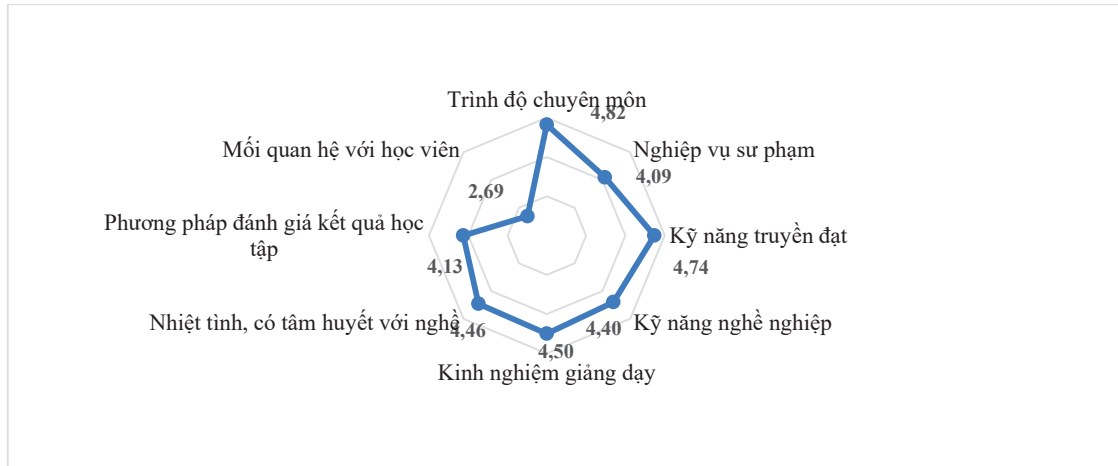 Trình độ chuyên môn
4,82
Mối quan hệ với học viên
Nghiệp vụ sư phạm
2,69
4,09
Phương pháp đánh giá kết quả học
tập
Kỹ năng truyền đạt
4,13
4,74
Nhiệt tình, có tâm huyết với nghề
4,46
4,40
Kỹ năng nghề nghiệp
4,50
Kinh nghiệm giảng dạy